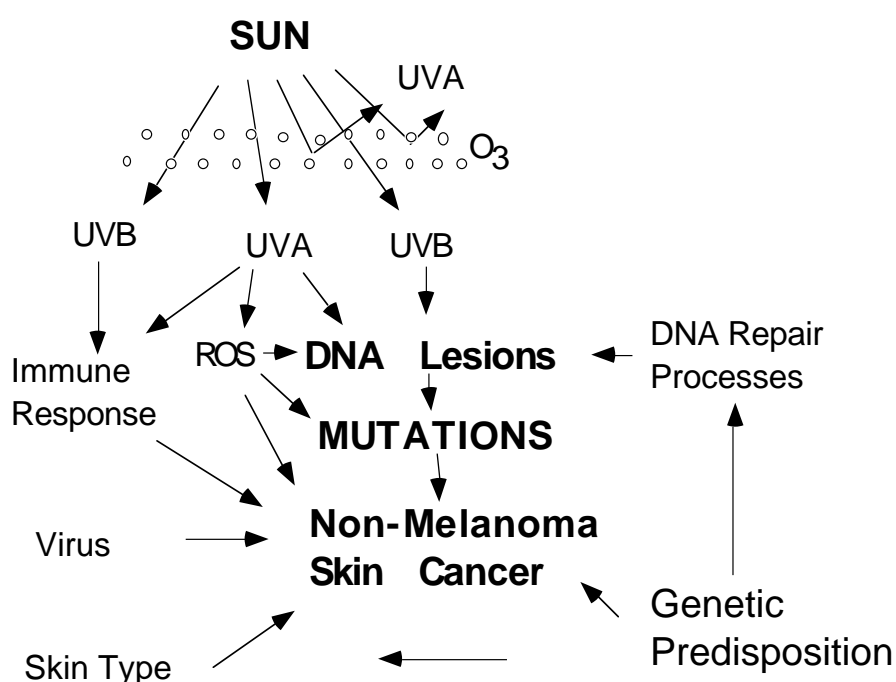 SUN
UVA
O3
UVB
UVA
UVB
ROS
DNA Lesions
DNA Repair
Processes
Immune
Response
MUTATIONS
Non-Melanoma
Skin Cancer
Virus
Genetic
Predisposition
Skin Type